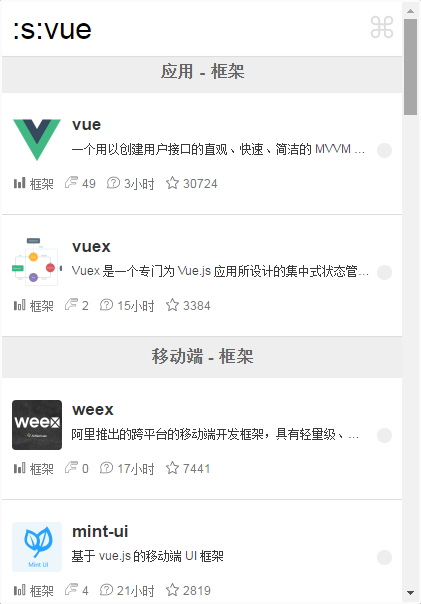 :s:vue
应用 - 框架
vue
一个用以创建用户接口的直观、快速、简洁的 MVVM ...
框架 49 3小时 30724
vuex
Vuex 是一个专门为 Vue.js 应用所设计的集中式状态管...
框架 2 15小时 3384
移动端 - 框架
weex
weex
阿里推出的跨平台的移动端开发框架，具有轻量级、...
框架 0 17小时 7441
mint-ui
Mint UI
基于 vue.js 的移动端 UI 框架
框架 4 21小时 2819